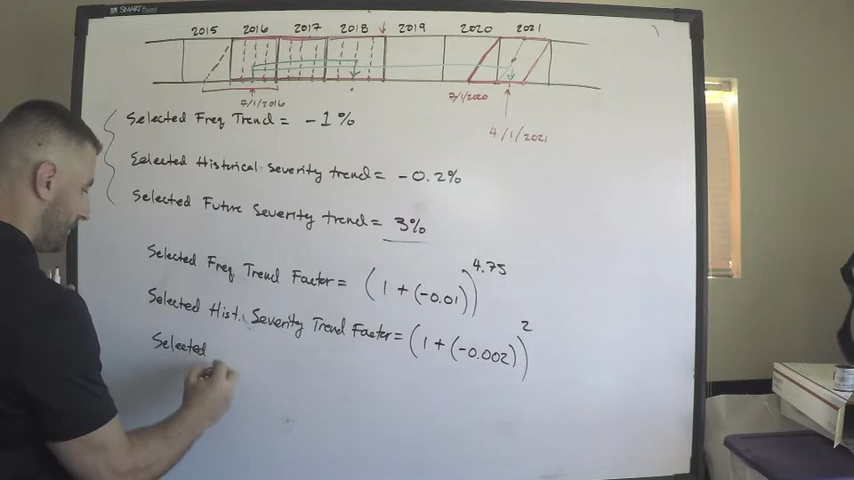 SMART Board
2015 2016 2017 2018 2019 2020 2021
7/1/2016
7/1/2020
4/1/2021
Selected Freq Trend = -1%
Selected Historical severity trend = -0.2%
Selected Future Severity trend = 3%
Selected Freq Trend Factor = (1 + (-0.01))^4.75
Selected Hist. Severity Trend Factor = (1 + (-0.002))^2
Selected